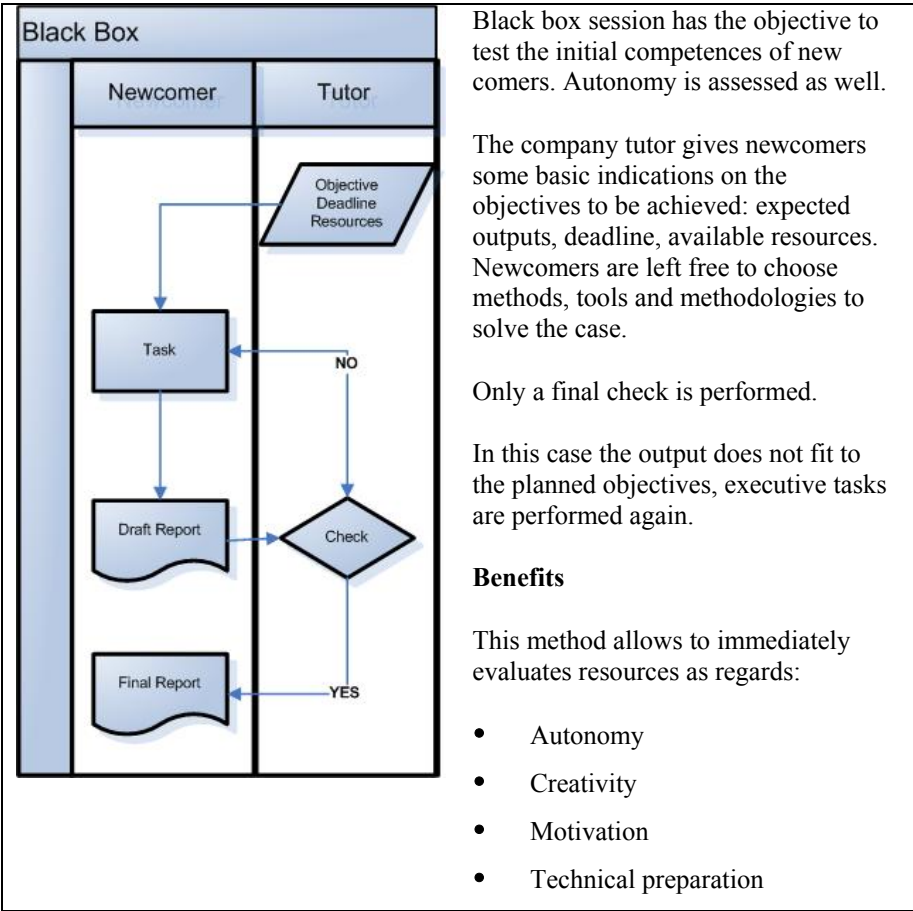 Black Box
Newcomer
Tutor
Objective
Deadline
Resources
Task
NO
Draft Report
Check
Final Report
YES
Black box session has the objective to
test the initial competences of new
comers. Autonomy is assessed as well.
The company tutor gives newcomers
some basic indications on the
objectives to be achieved: expected
outputs, deadline, available resources.
Newcomers are left free to choose
methods, tools and methodologies to
solve the case.
Only a final check is performed.
In this case the output does not fit to
the planned objectives, executive tasks
are performed again.
Benefits
This method allows to immediately
evaluates resources as regards:
• Autonomy
• Creativity
• Motivation
• Technical preparation